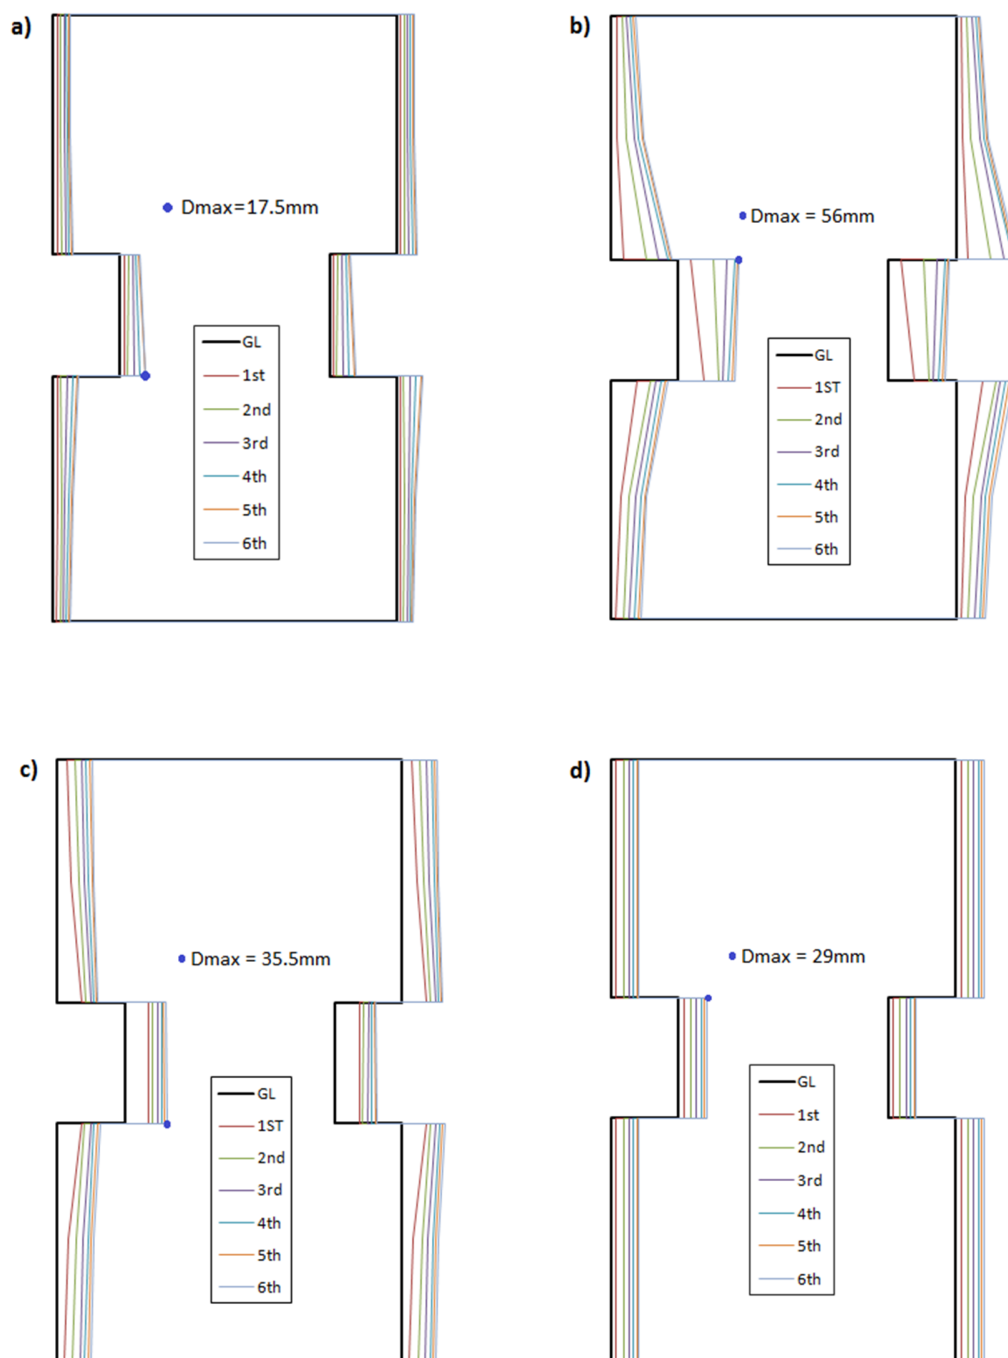 a)
Dmax=17.5mm
GL
1st
2nd
3rd
4th
5th
6th
b)
Dmax = 56mm
GL
1ST
2nd
3rd
4th
5th
6th
c)
Dmax = 35.5mm
GL
1ST
2nd
3rd
4th
5th
6th
d)
Dmax = 29mm
GL
1st
2nd
3rd
4th
5th
6th